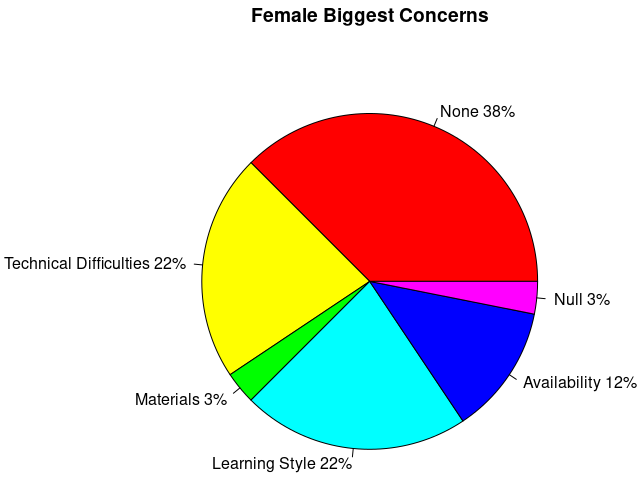 Female Biggest Concerns
None 38%
Technical Difficulties 22%
Null 3%
Availability 12%
Materials 3%
Learning Style 22%